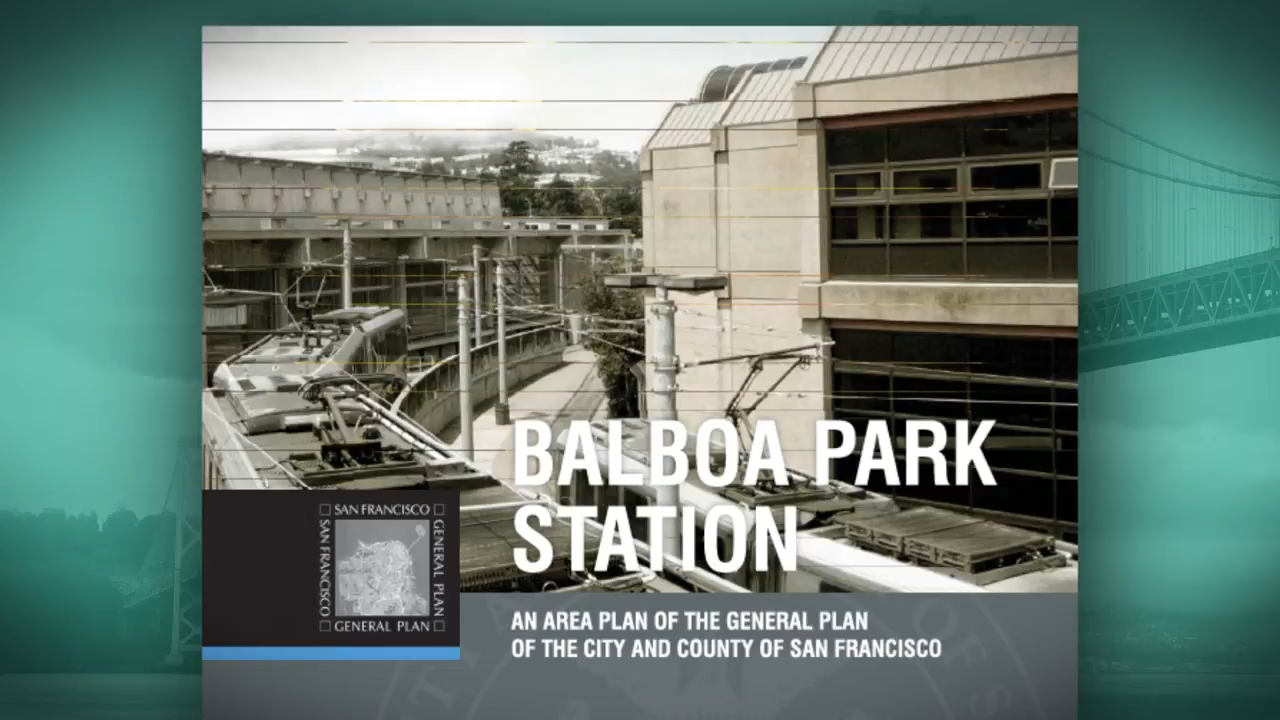 BALBOA PARK
STATION
SAN FRANCISCO
SAN FRANCISCO
GENERAL PLAN
GENERAL PLAN
AN AREA PLAN OF THE GENERAL PLAN
OF THE CITY AND COUNTY OF SAN FRANCISCO